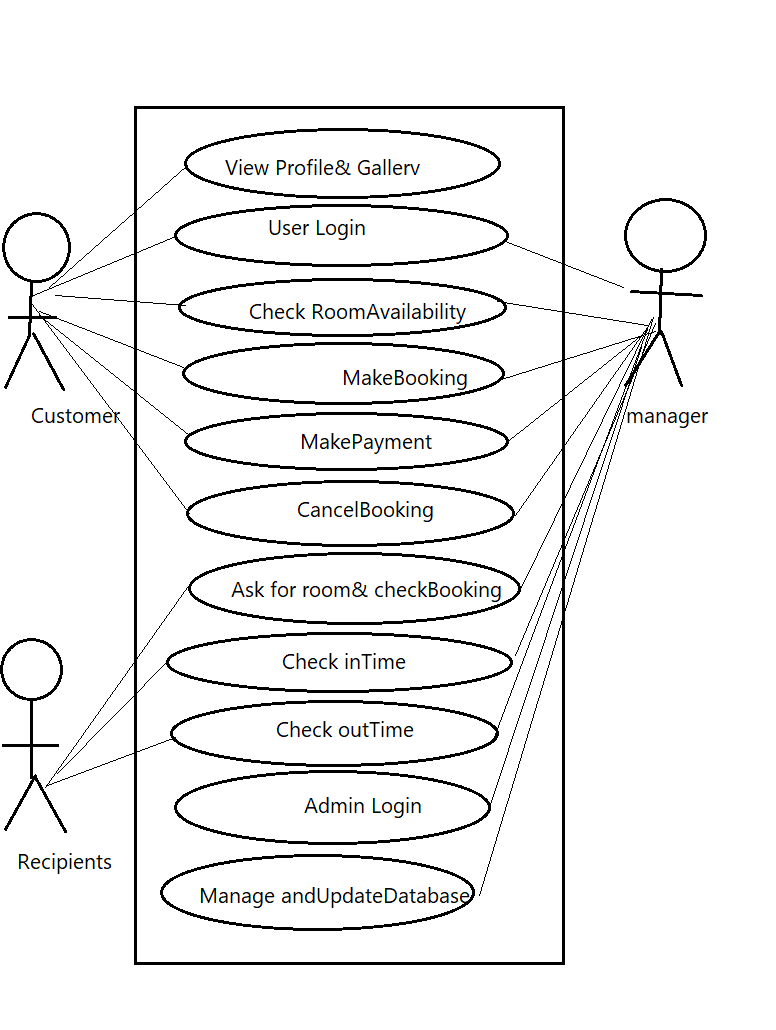 View Profile& Gallerv
User Login
Check RoomAvailability
MakeBooking
Customer
manager
MakePayment
CancelBooking
Ask for room& checkBooking
Check inTime
Check outTime
Admin Login
Recipients
Manage andUpdateDatabase